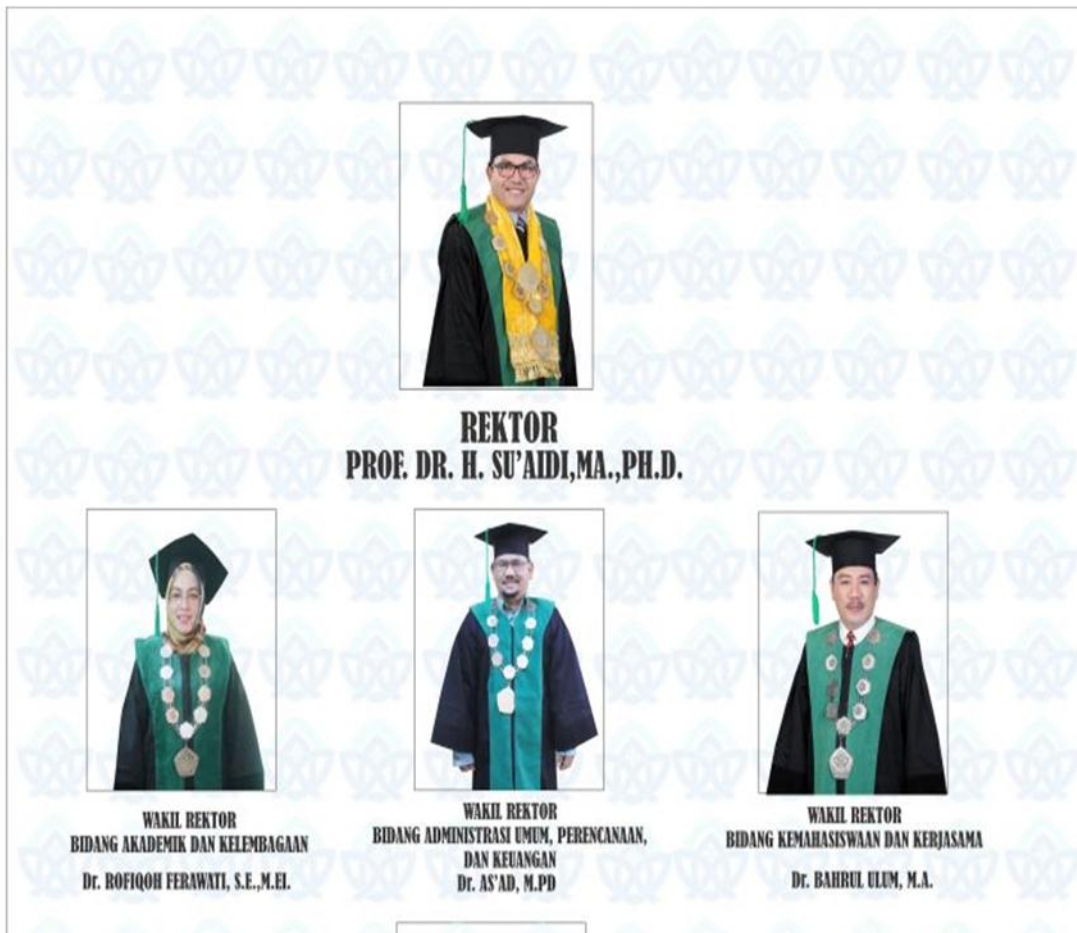 REKTOR
PROF. DR. H. SU'AIDI,MA.,PH.D.
WAKIL REKTOR
BIDANG AKADEMIK DAN KELEMBAGAAN
Dr. ROFIQOH FERAWATI, S.E.,M.EI.
WAKIL REKTOR
BIDANG ADMINISTRASI UMUM, PERENCANAAN,
DAN KEUANGAN
Dr. AS'AD, M.PD
WAKIL REKTOR
BIDANG KEMAHASISWAAN DAN KERJASAMA
Dr. BAHRUL ULUM, M.A.